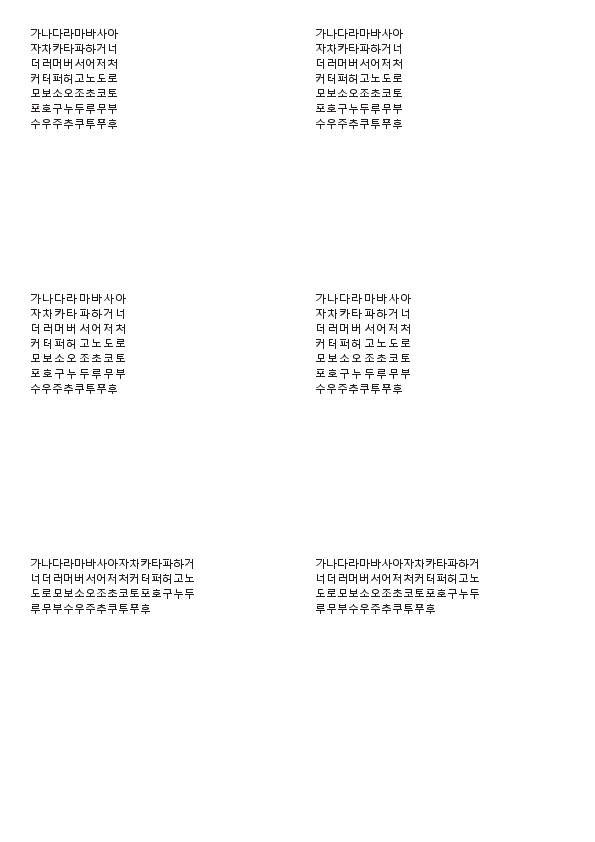 가나다라마바사아
자차카타파하거너
더러머버서어저처
커터퍼허고노도로
모보소오조초코토
포호구누두루무부
수우주추쿠투푸후
가나다라마바사아
자차카타파하거너
더러머버서어저처
커터퍼허고노도로
모보소오조초코토
포호구누두루무부
수우주추쿠투푸후
가나다라마바사아
자차카타파하거너
더러머버서어저처
커터퍼허고노도로
모보소오조초코토
포호구누두루무부
수우주추쿠투푸후
가나다라마바사아
자차카타파하거너
더러머버서어저처
커터퍼허고노도로
모보소오조초코토
포호구누두루무부
수우주추쿠투푸후
가나다라마바사아자차카타파하거
너더러머버서어저처커터퍼허고노
도로모보소오조초코토포호구누두
루무부수우주추쿠투푸후
가나다라마바사아자차카타파하거
너더러머버서어저처커터퍼허고노
도로모보소오조초코토포호구누두
루무부수우주추쿠투푸후